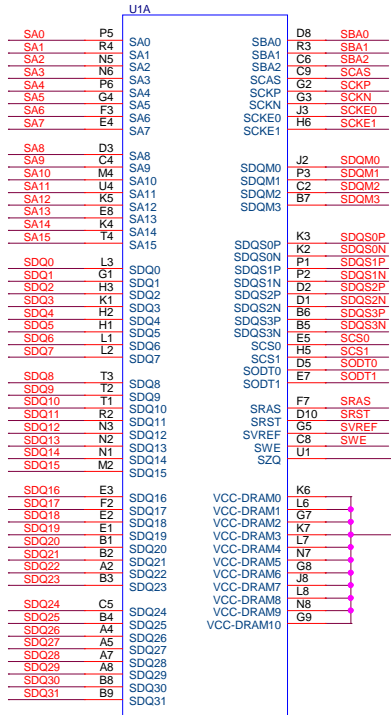 U1A
SA0 P5 SA0
SA1 R4 SA1
SA2 N5 SA2
SA3 N6 SA3
SA4 P6 SA4
SA5 G4 SA5
SA6 F3 SA6
SA7 E4 SA7
SA8 D3 SA8
SA9 C4 SA9
SA10 M4 SA10
SA11 U4 SA11
SA12 K5 SA12
SA13 E8 SA13
SA14 K4 SA14
SA15 T4 SA15
SDQ0 L3 SDQ0
SDQ1 G1 SDQ1
SDQ2 H3 SDQ2
SDQ3 K1 SDQ3
SDQ4 H2 SDQ4
SDQ5 H1 SDQ5
SDQ6 L1 SDQ6
SDQ7 L2 SDQ7
SDQ8 T3 SDQ8
SDQ9 T2 SDQ9
SDQ10 T1 SDQ10
SDQ11 R2 SDQ11
SDQ12 N3 SDQ12
SDQ13 N2 SDQ13
SDQ14 N1 SDQ14
SDQ15 M2 SDQ15
SDQ16 E3 SDQ16
SDQ17 F2 SDQ17
SDQ18 E2 SDQ18
SDQ19 E1 SDQ19
SDQ20 B1 SDQ20
SDQ21 B2 SDQ21
SDQ22 A2 SDQ22
SDQ23 B3 SDQ23
SDQ24 C5 SDQ24
SDQ25 B4 SDQ25
SDQ26 A4 SDQ26
SDQ27 A5 SDQ27
SDQ28 A7 SDQ28
SDQ29 A8 SDQ29
SDQ30 B8 SDQ30
SDQ31 B9 SDQ31
SBA0 D8 SBA0
SBA1 R3 SBA1
SBA2 C6 SBA2
SCAS C9 SCAS
SCKP G2 SCKP
SCKN G3 SCKN
SCKE0 J3 SCKE0
SCKE1 H6 SCKE1
SDQM0 J2 SDQM0
SDQM1 P3 SDQM1
SDQM2 C2 SDQM2
SDQM3 B7 SDQM3
SDQS0P K3 SDQS0P
SDQS0N K2 SDQS0N
SDQS1P P1 SDQS1P
SDQS1N P2 SDQS1N
SDQS2P D2 SDQS2P
SDQS2N D1 SDQS2N
SDQS3P B6 SDQS3P
SDQS3N B5 SDQS3N
SCS0 E5 SCS0
SCS1 H5 SCS1
SODT0 D5 SODT0
SODT1 E7 SODT1
SRAS F7 SRAS
SRST D10 SRST
SVREF G5 SVREF
SWE C8 SWE
SZQ U1
VCC-DRAM K6
VCC-DRAM1 L6
VCC-DRAM2 G7
VCC-DRAM3 K7
VCC-DRAM4 L7
VCC-DRAM5 N7
VCC-DRAM6 G8
VCC-DRAM7 J8
VCC-DRAM8 L8
VCC-DRAM9 N8
VCC-DRAM10 G9